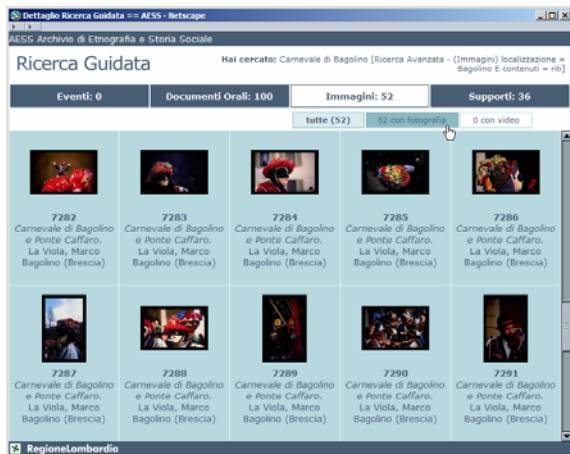 Dettaglio Ricerca Guidata == AESS - Netscape
AESS Archivio di Etnografia e Storia Sociale
Ricerca Guidata
Hai cercato: Carnevale di Bagolino [Ricerca Avanzata - (Immagini) localizzazione =
Bagolino E contenuti = riti]
Eventi: 0 Documenti Orali: 100 Immagini: 52 Supporti: 36
tutte (52) 52 con fotografia 0 con video
7282 7283 7284 7285 7286
Carnevale di Bagolino Carnevale di Bagolino Carnevale di Bagolino Carnevale di Bagolino Carnevale di Bagolino
e Ponte Caffaro. e Ponte Caffaro. e Ponte Caffaro. e Ponte Caffaro. e Ponte Caffaro.
La Viola, Marco La Viola, Marco La Viola, Marco La Viola, Marco La Viola, Marco
Bagolino (Brescia) Bagolino (Brescia) Bagolino (Brescia) Bagolino (Brescia) Bagolino (Brescia)
7287 7288 7289 7290 7291
Carnevale di Bagolino Carnevale di Bagolino Carnevale di Bagolino Carnevale di Bagolino Carnevale di Bagolino
e Ponte Caffaro. e Ponte Caffaro. e Ponte Caffaro. e Ponte Caffaro. e Ponte Caffaro.
La Viola, Marco La Viola, Marco La Viola, Marco La Viola, Marco La Viola, Marco
Bagolino (Brescia) Bagolino (Brescia) Bagolino (Brescia) Bagolino (Brescia) Bagolino (Brescia)
RegioneLombardia